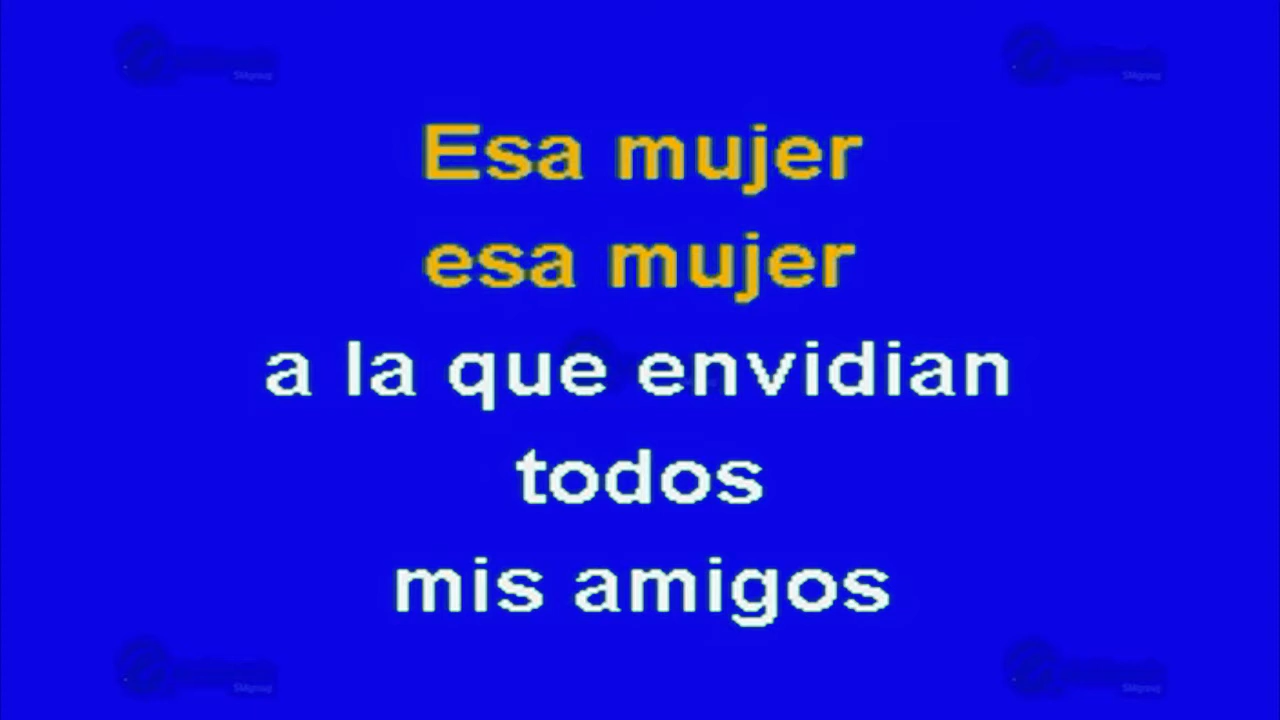 Esa mujer
esa mujer
a la que envidian
todos
mis amigos